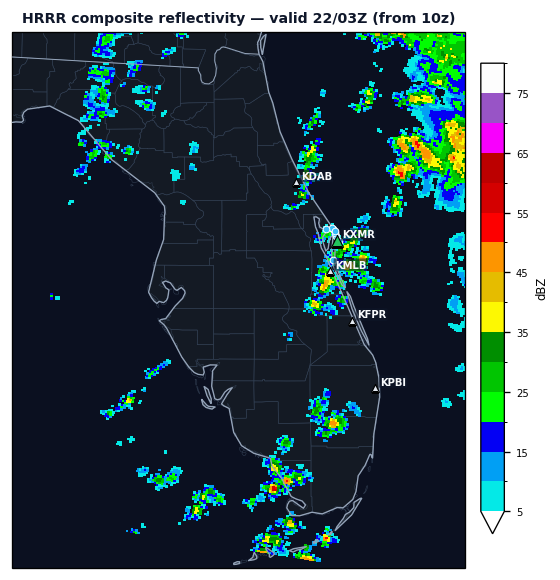 HRRR composite reflectivity — valid 22/03Z (from 10z)
KDAB
KXMR
KMLB
KFPR
KPBI
75
65
55
45
35
25
15
5
dBZ